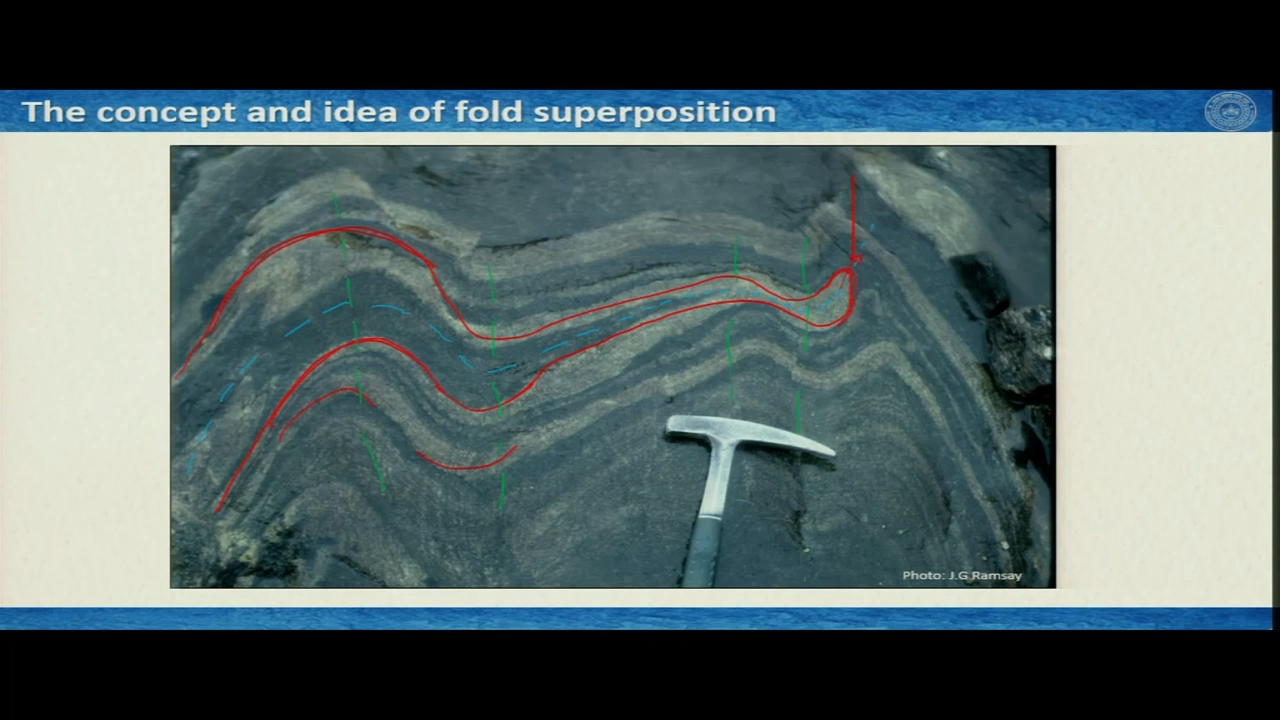 The concept and idea of fold superposition
Photo: J.G Ramsay